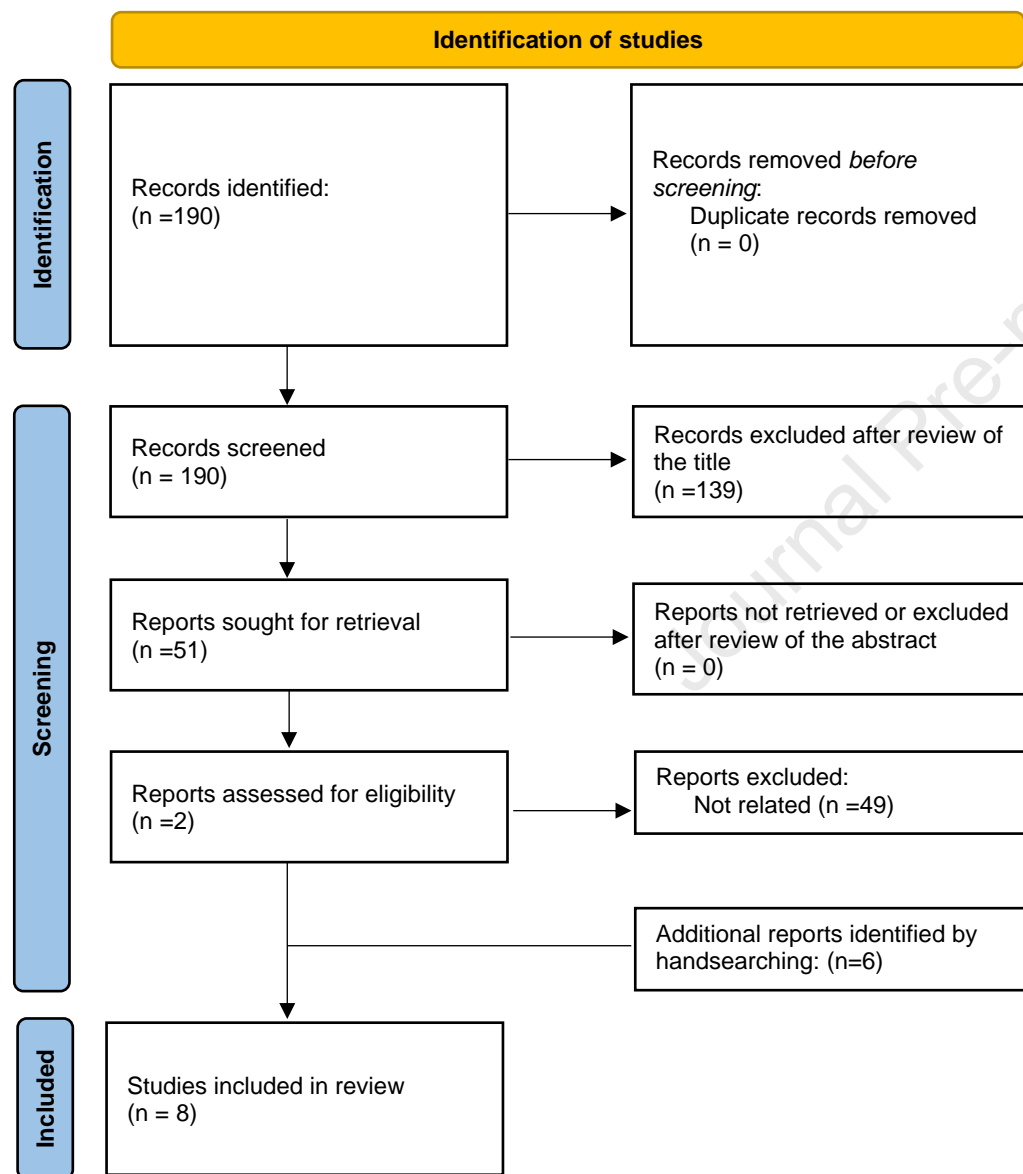 Identification of studies
Identification
Records identified:
(n =190)
Records removed before
screening:
Duplicate records removed
(n = 0)
Screening
Records screened
(n = 190)
Records excluded after review of
the title
(n =139)
Reports sought for retrieval
(n =51)
Reports not retrieved or excluded
after review of the abstract
(n = 0)
Reports assessed for eligibility
(n =2)
Reports excluded:
Not related (n =49)
Additional reports identified by
handsearching: (n=6)
Included
Studies included in review
(n = 8)
Journal Pre-